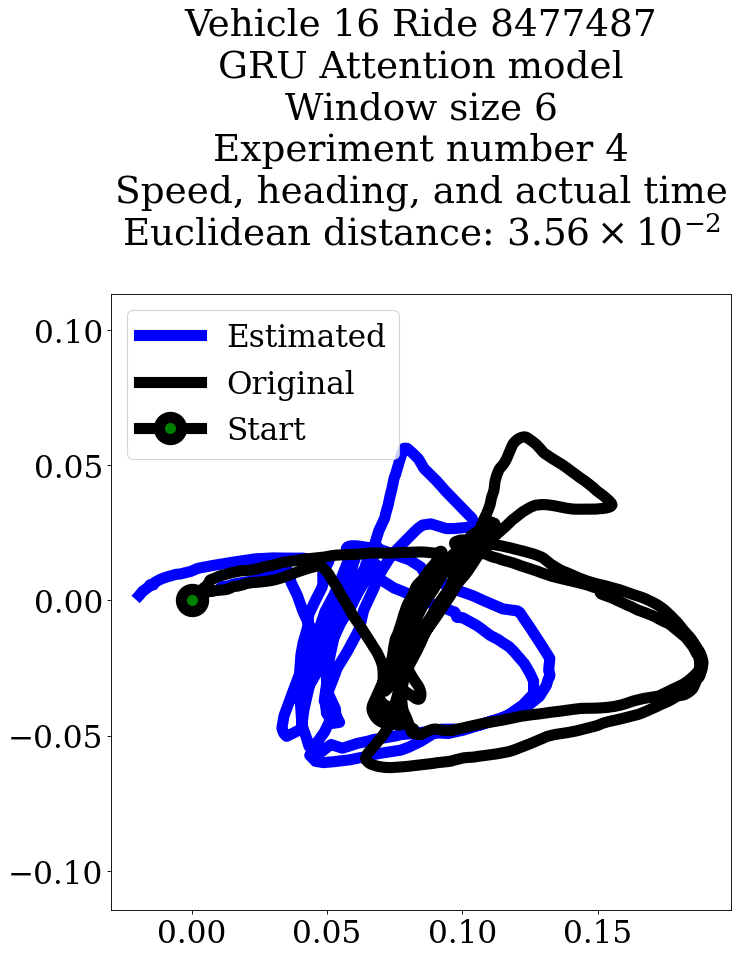 Vehicle 16 Ride 8477487
GRU Attention model
Window size 6
Experiment number 4
Speed, heading, and actual time
Euclidean distance: 3.56 × 10⁻²
Estimated
Original
Start
0.10
0.05
0.00
−0.05
−0.10
0.00 0.05 0.10 0.15